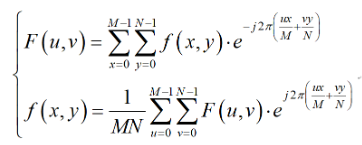 F(u,v) = \sum_{x=0}^{M-1} \sum_{y=0}^{N-1} f(x,y) \cdot e^{-j2\pi\left(\frac{ux}{M}+\frac{vy}{N}\right)}
f(x,y) = \frac{1}{MN} \sum_{u=0}^{M-1} \sum_{v=0}^{N-1} F(u,v) \cdot e^{j2\pi\left(\frac{ux}{M}+\frac{vy}{N}\right)}